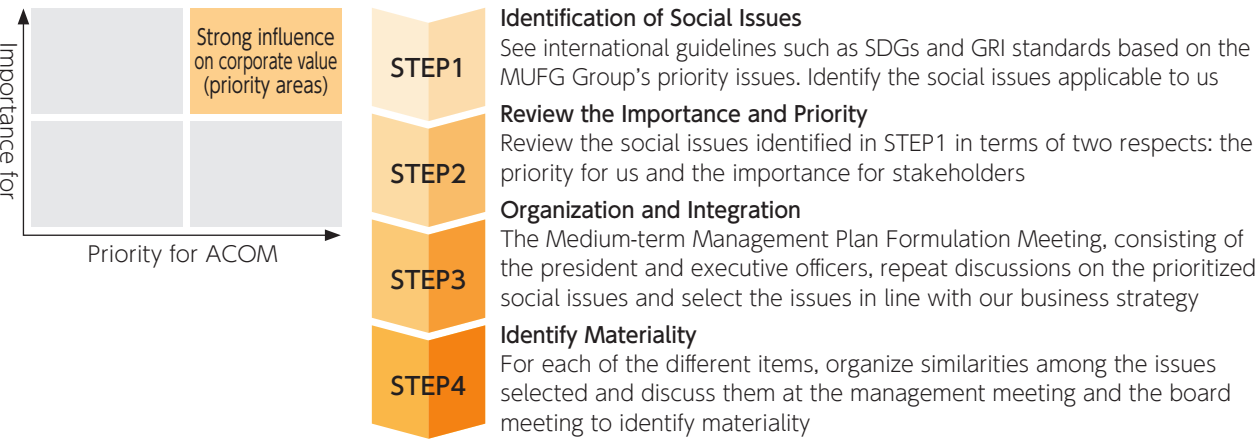 Importance for
Strong influence
on corporate value
(priority areas)
Priority for ACOM
STEP1
Identification of Social Issues
See international guidelines such as SDGs and GRI standards based on the
MUFG Group's priority issues. Identify the social issues applicable to us
STEP2
Review the Importance and Priority
Review the social issues identified in STEP1 in terms of two respects: the
priority for us and the importance for stakeholders
STEP3
Organization and Integration
The Medium-term Management Plan Formulation Meeting, consisting of
the president and executive officers, repeat discussions on the prioritized
social issues and select the issues in line with our business strategy
STEP4
Identify Materiality
For each of the different items, organize similarities among the issues
selected and discuss them at the management meeting and the board
meeting to identify materiality